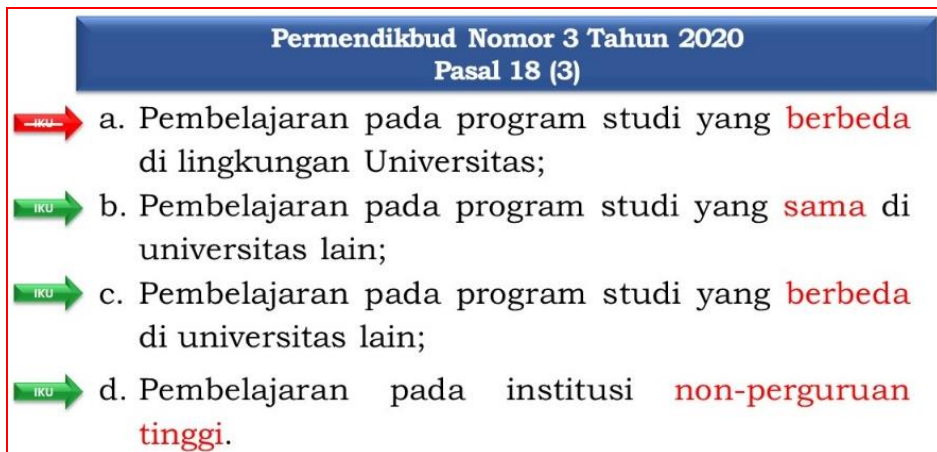 Permendikbud Nomor 3 Tahun 2020
Pasal 18 (3)
IKU a. Pembelajaran pada program studi yang berbeda
di lingkungan Universitas;
IKU b. Pembelajaran pada program studi yang sama di
universitas lain;
IKU c. Pembelajaran pada program studi yang berbeda
di universitas lain;
IKU d. Pembelajaran pada institusi non-perguruan
tinggi.